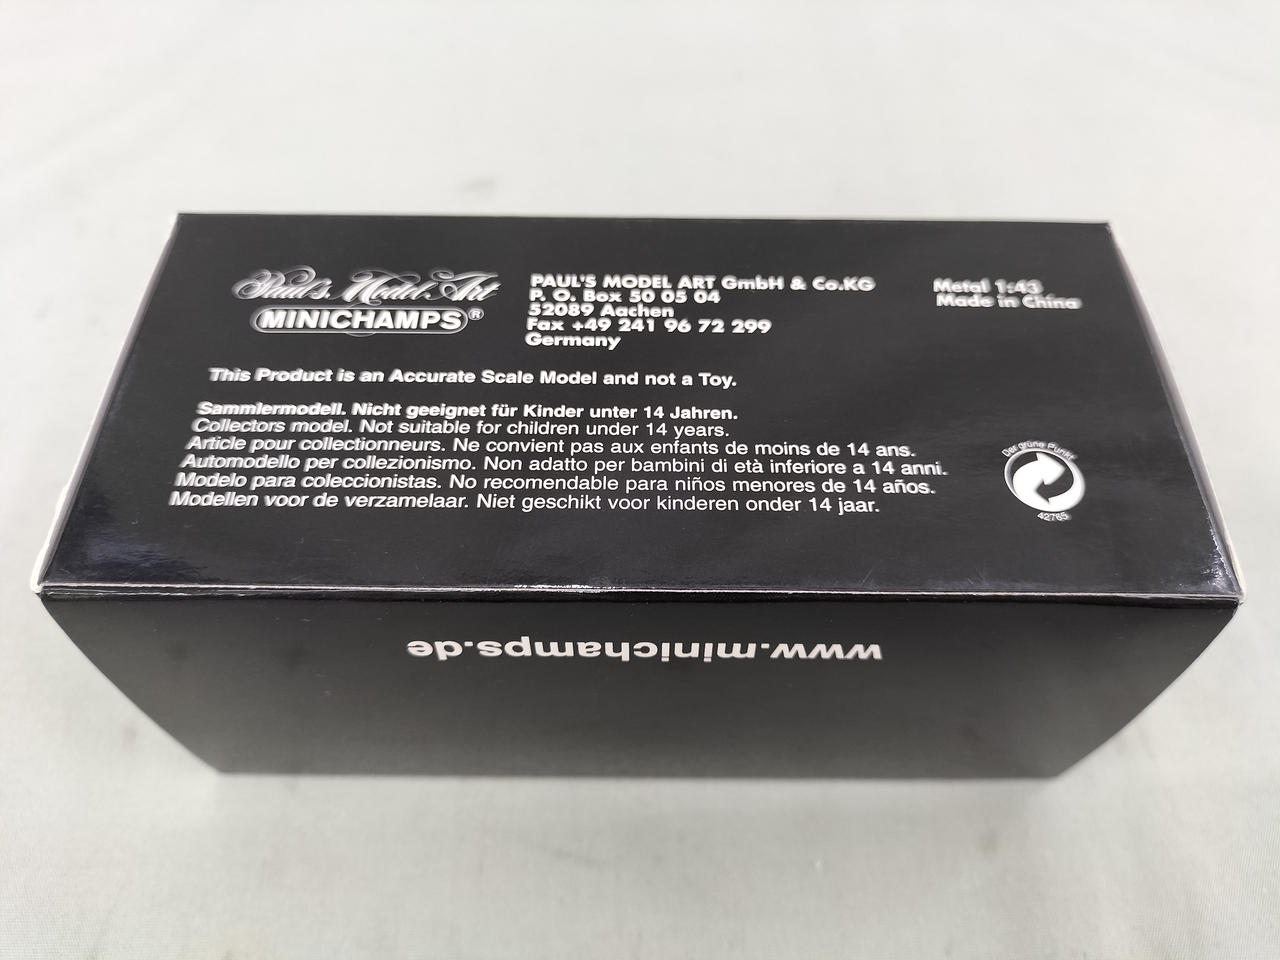 Paul's Model Art
MINICHAMPS®
PAUL'S MODEL ART GmbH & Co.KG
P. O. Box 50 05 04
52089 Aachen
Fax +49 241 96 72 299
Germany
Metal 1:43
Made in China
This Product is an Accurate Scale Model and not a Toy.
Sammlermodell. Nicht geeignet für Kinder unter 14 Jahren.
Collectors model. Not suitable for children under 14 years.
Article pour collectionneurs. Ne convient pas aux enfants de moins de 14 ans.
Automodello per collezionismo. Non adatto per bambini di età inferiore a 14 anni.
Modelo para coleccionistas. No recomendable para niños menores de 14 años.
Modellen voor de verzamelaar. Niet geschikt voor kinderen onder 14 jaar.
Der grüne Punkt
42765
www.minichamps.de